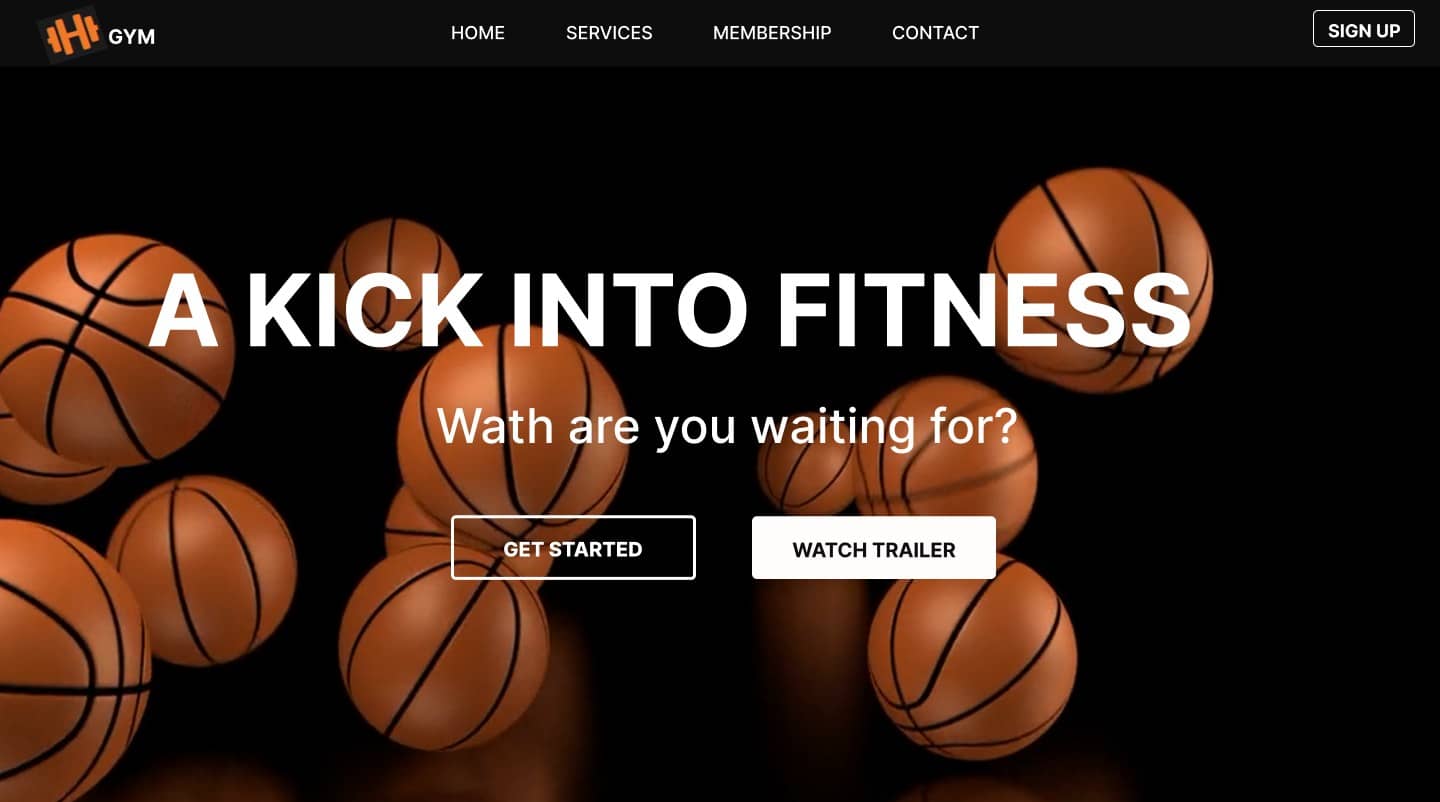 GYM
HOME SERVICES MEMBERSHIP CONTACT
SIGN UP
A KICK INTO FITNESS
Wath are you waiting for?
GET STARTED
WATCH TRAILER